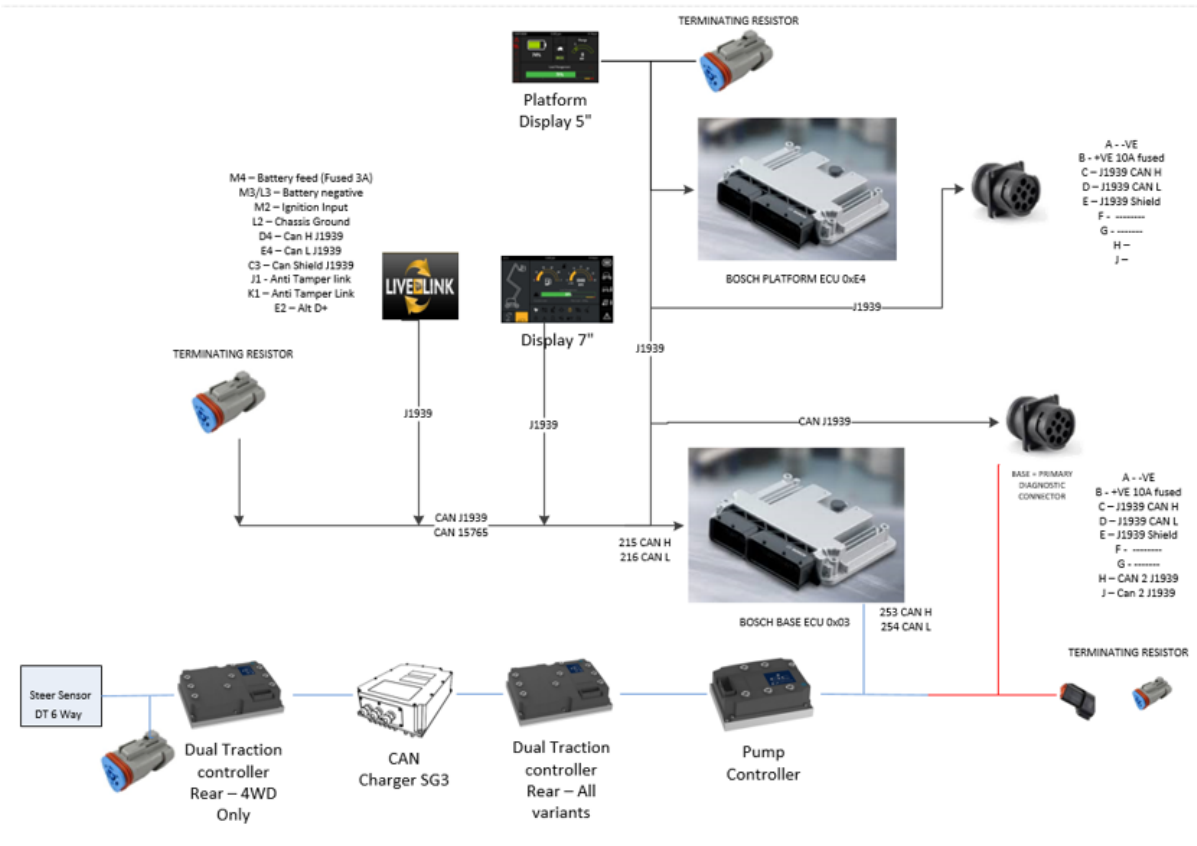 TERMINATING RESISTOR
Platform
Display 5"
A - -VE
B - +VE 10A fused
C – J1939 CAN H
D – J1939 CAN L
E – J1939 Shield
F - --------
G - -------
H –
J –
BOSCH PLATFORM ECU 0xE4
M4 – Battery feed (Fused 3A)
M3/L3 – Battery negative
M2 – Ignition Input
L2 – Chassis Ground
D4 – Can H J1939
E4 – Can L J1939
C3 – Can Shield J1939
J1 - Anti Tamper link
K1 – Anti Tamper Link
E2 – Alt D+
LIVE LINK
Display 7"
J1939
J1939
TERMINATING RESISTOR
J1939
J1939
CAN J1939
BASE + PRIMARY
DIAGNOSTIC
CONNECTOR
A - -VE
B - +VE 10A fused
C – J1939 CAN H
D – J1939 CAN L
E – J1939 Shield
F - --------
G - -------
H – CAN 2 J1939
J – Can 2 J1939
CAN J1939
CAN 15765
215 CAN H
216 CAN L
BOSCH BASE ECU 0x03
253 CAN H
254 CAN L
TERMINATING RESISTOR
Steer Sensor
DT 6 Way
Dual Traction
controller
Rear – 4WD
Only
CAN
Charger SG3
Dual Traction
controller
Rear – All
variants
Pump
Controller